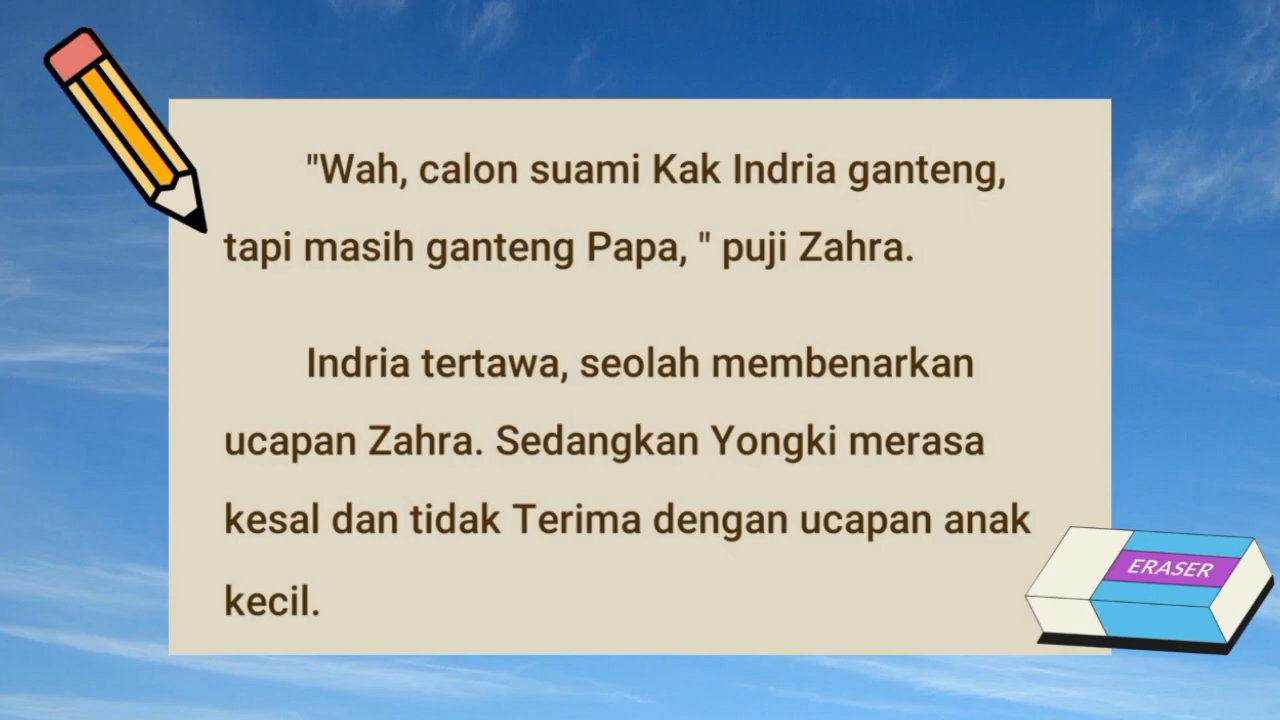 "Wah, calon suami Kak Indria ganteng,
tapi masih ganteng Papa, " puji Zahra.
Indria tertawa, seolah membenarkan
ucapan Zahra. Sedangkan Yongki merasa
kesal dan tidak Terima dengan ucapan anak
kecil.
ERASER